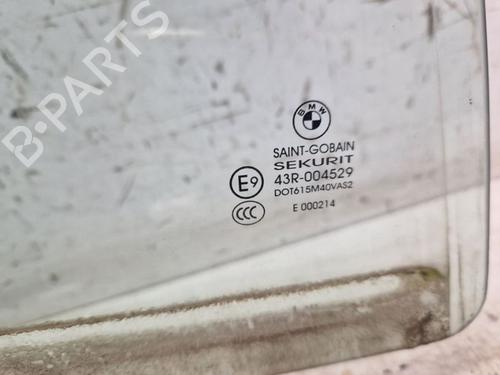 B-PARTS
BMW
SAINT-GOBAIN
SEKURIT
E9
43R-004529
DOT615M40VAS2
CCC
E 000214